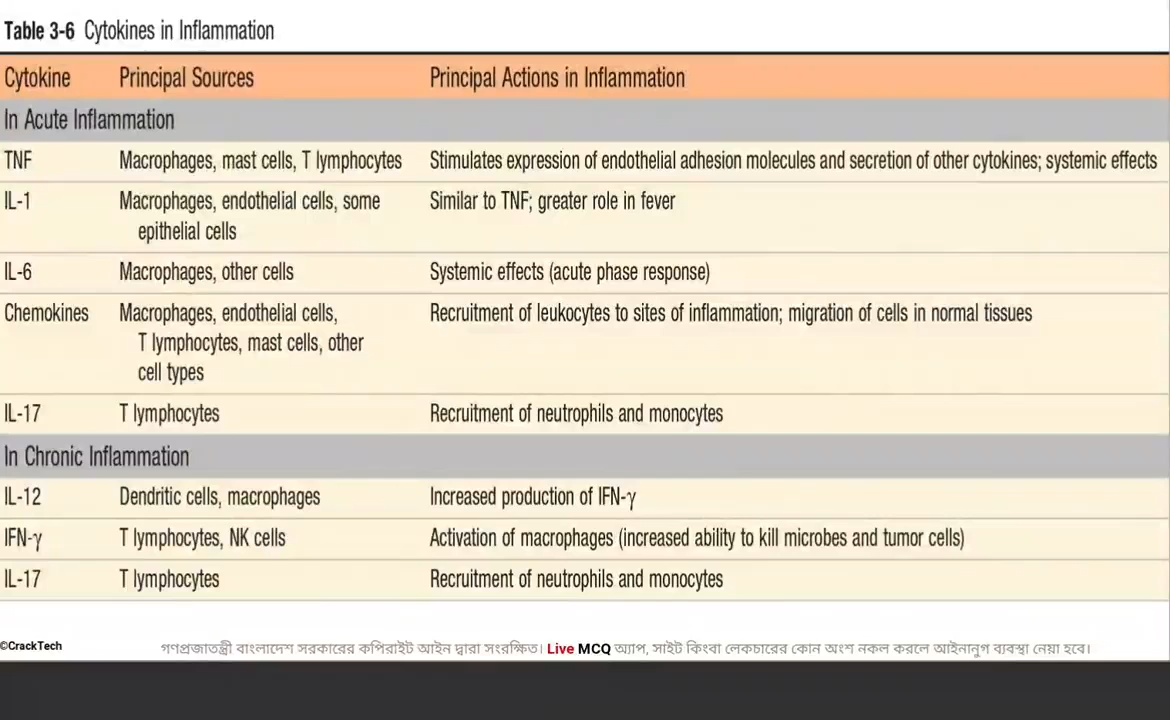 Table 3-6 Cytokines in Inflammation
Cytokine Principal Sources Principal Actions in Inflammation
In Acute Inflammation
TNF Macrophages, mast cells, T lymphocytes Stimulates expression of endothelial adhesion molecules and secretion of other cytokines; systemic effects
IL-1 Macrophages, endothelial cells, some Similar to TNF; greater role in fever
epithelial cells
IL-6 Macrophages, other cells Systemic effects (acute phase response)
Chemokines Macrophages, endothelial cells, Recruitment of leukocytes to sites of inflammation; migration of cells in normal tissues
T lymphocytes, mast cells, other
cell types
IL-17 T lymphocytes Recruitment of neutrophils and monocytes
In Chronic Inflammation
IL-12 Dendritic cells, macrophages Increased production of IFN-γ
IFN-γ T lymphocytes, NK cells Activation of macrophages (increased ability to kill microbes and tumor cells)
IL-17 T lymphocytes Recruitment of neutrophils and monocytes
©CrackTech গণপ্রজাতন্ত্রী বাংলাদেশ সরকারের কপিরাইট আইন দ্বারা সংরক্ষিত। Live MCQ অ্যাপ, সাইট কিংবা লেকচারের কোন অংশ নকল করলে আইনানুগ ব্যবস্থা নেয়া হবে।